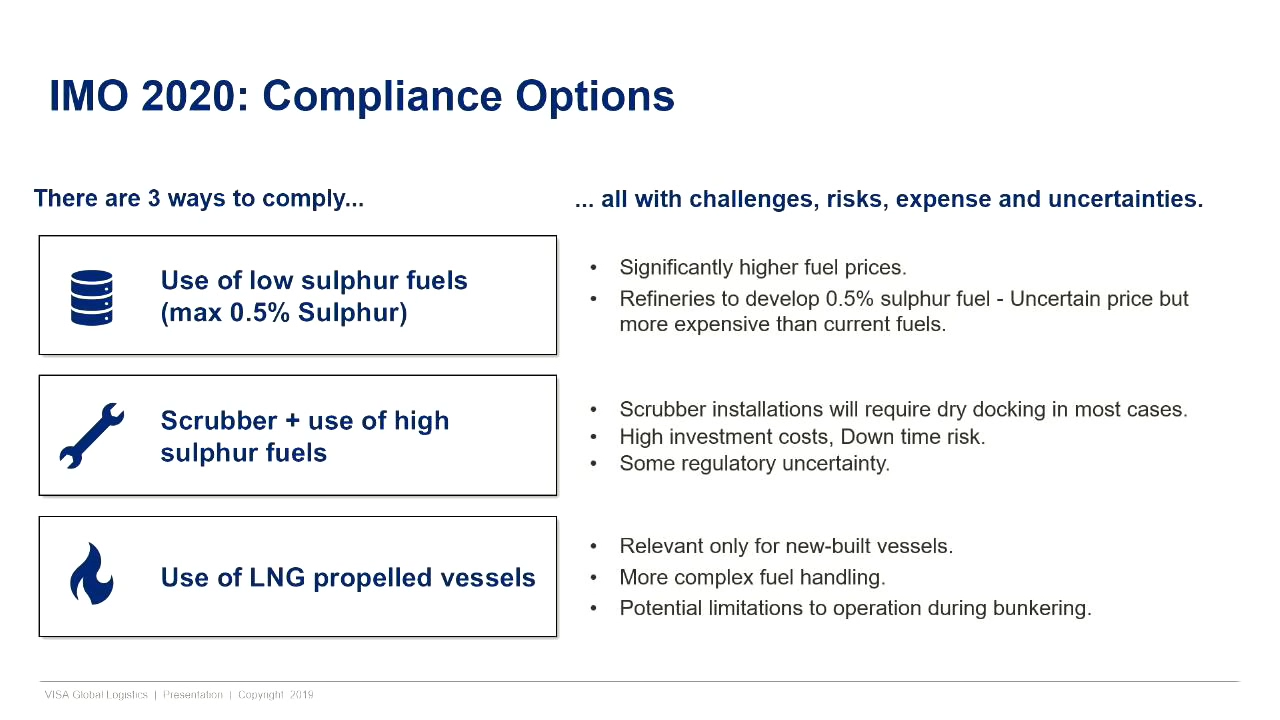 IMO 2020: Compliance Options
There are 3 ways to comply...
... all with challenges, risks, expense and uncertainties.
Use of low sulphur fuels
(max 0.5% Sulphur)
• Significantly higher fuel prices.
• Refineries to develop 0.5% sulphur fuel - Uncertain price but
more expensive than current fuels.
Scrubber + use of high
sulphur fuels
• Scrubber installations will require dry docking in most cases.
• High investment costs, Down time risk.
• Some regulatory uncertainty.
Use of LNG propelled vessels
• Relevant only for new-built vessels.
• More complex fuel handling.
• Potential limitations to operation during bunkering.
VISA Global Logistics | Presentation | Copyright 2019